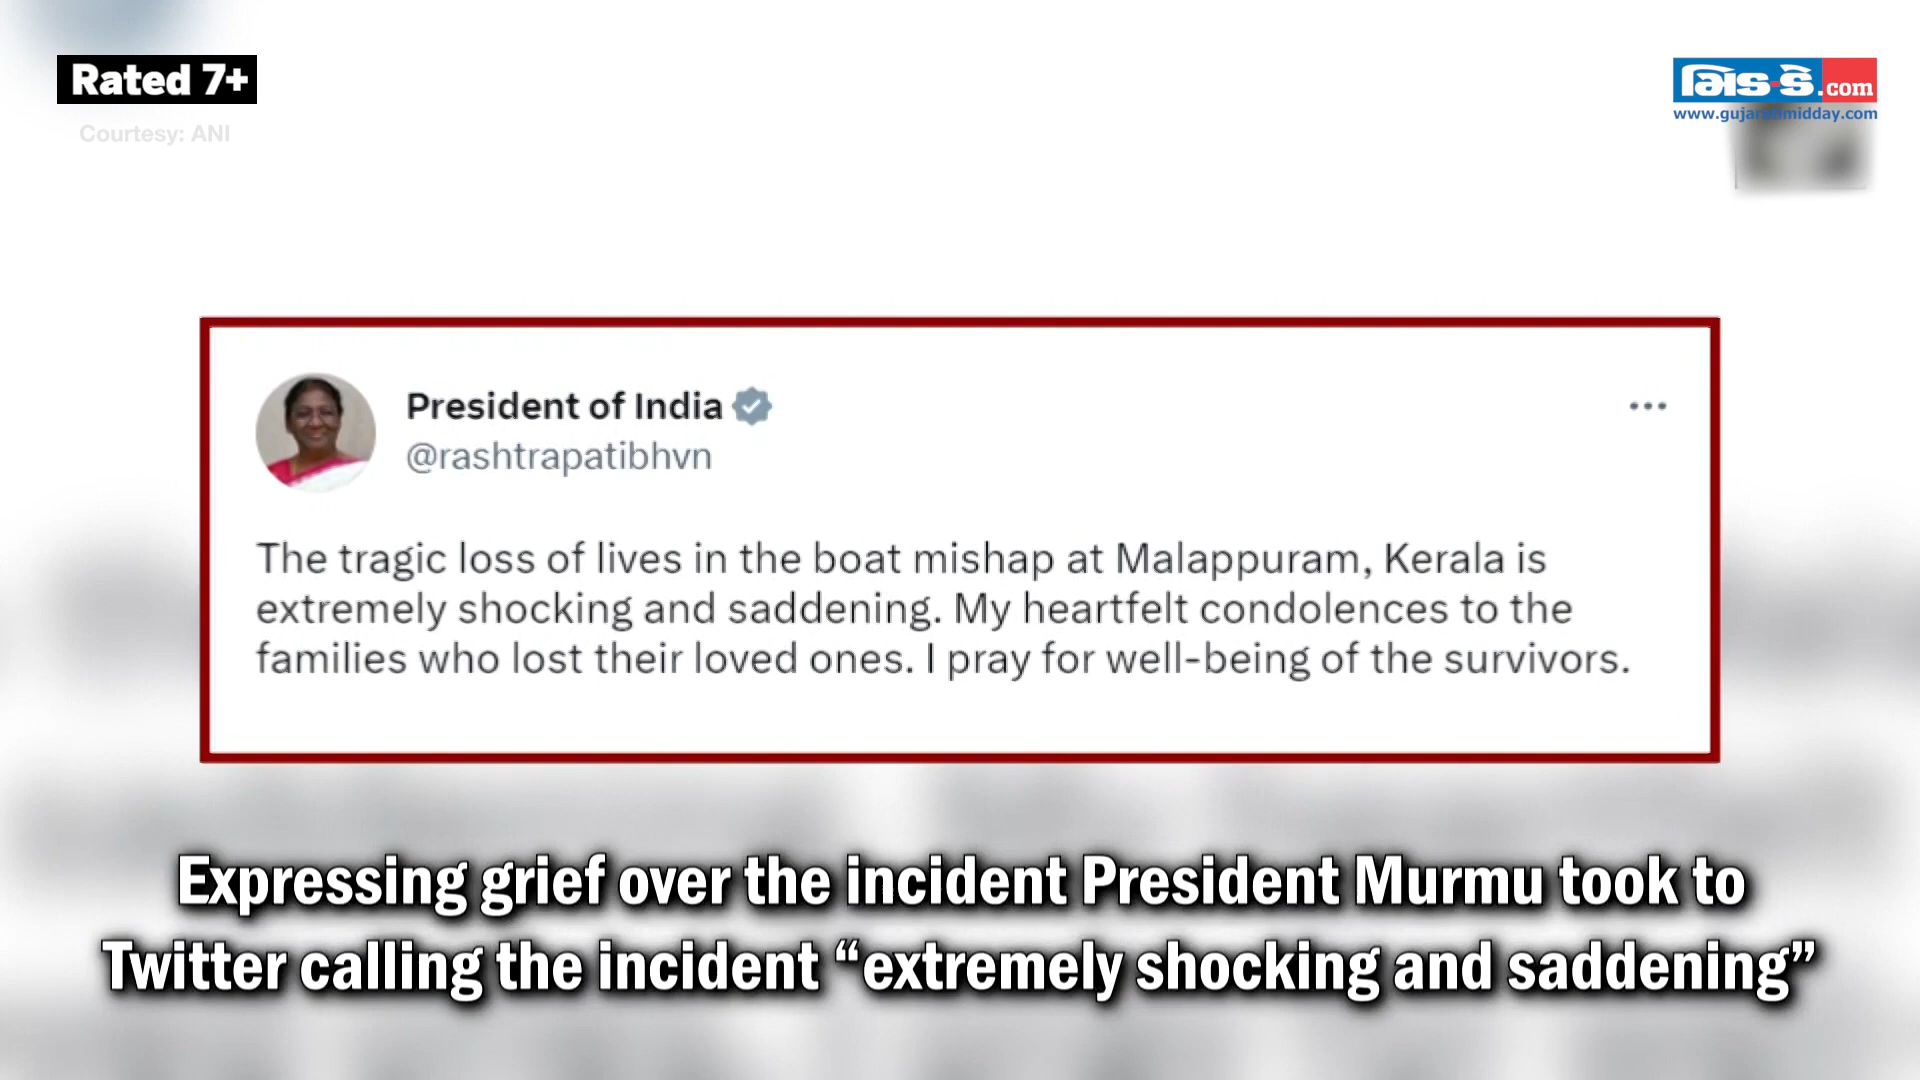 Rated 7+
Courtesy: ANI
મિડ-ડે.com
www.gujaratimidday.com
President of India
@rashtrapatibhvn
The tragic loss of lives in the boat mishap at Malappuram, Kerala is
extremely shocking and saddening. My heartfelt condolences to the
families who lost their loved ones. I pray for well-being of the survivors.
Expressing grief over the incident President Murmu took to
Twitter calling the incident “extremely shocking and saddening”